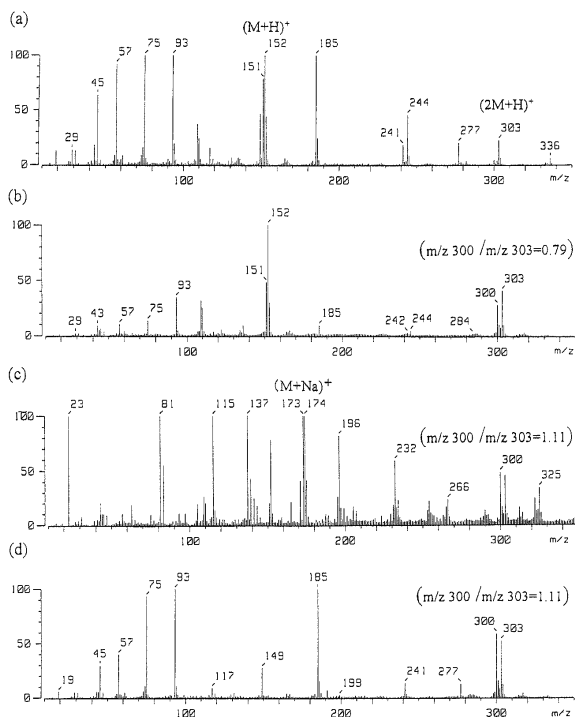 (a)
(M+H)⁺
57 75 93 152 185
151
45
244
(2M+H)⁺
29 241 277 303 336
100
50
0
100 200 300 m/z
(b)
152
(m/z 300 /m/z 303=0.79)
151
93 303
300
29 43 57 75 185 242 244 284
100
50
0
100 200 300 m/z
(c)
(M+Na)⁺
23 81 115 137 173 174
196
(m/z 300 /m/z 303=1.11)
232
300
266 325
100
50
0
100 200 300 m/z
(d)
75 93 185
(m/z 300 /m/z 303=1.11)
57 300
45 303
149
19 117 199 241 277
100
50
0
100 200 300 m/z